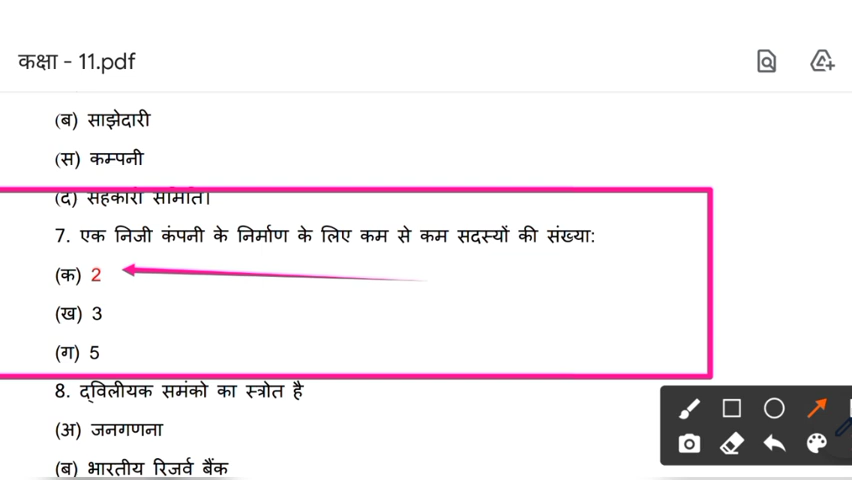 कक्षा - 11.pdf
(ब) साझेदारी
(स) कम्पनी
(द) सहकारी समिति।
7. एक निजी कंपनी के निर्माण के लिए कम से कम सदस्यों की संख्या:
(क) 2
(ख) 3
(ग) 5
8. द्विलीयक समंको का स्त्रोत है
(अ) जनगणना
(ब) भारतीय रिजर्व बैंक